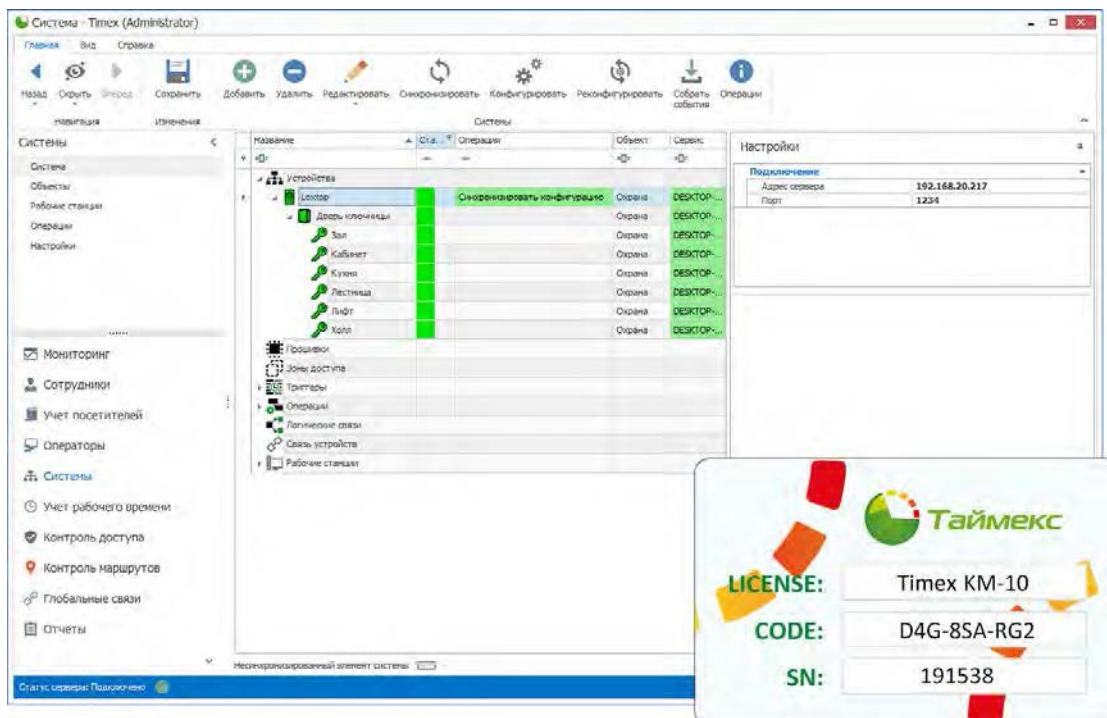 Система - Timex (Administrator)
Главная Вид Справка
Назад Скрыть Вперед Сохранить Добавить Удалить Редактировать Синхронизировать Конфигурировать Реконфигурировать Собрать события Операции
Навигация Изменения Системы
Системы
Система
Объекты
Рабочие станции
Операции
Настройки
Мониторинг
Сотрудники
Учет посетителей
Операторы
Системы
Учет рабочего времени
Контроль доступа
Контроль маршрутов
Глобальные связи
Отчеты
Название Ста... Операция Объект Сервис
Устройства
Loxtop Синхронизировать конфигурацию Охрана DESKTOP-...
Дверь ключницы Охрана DESKTOP-...
Зал Охрана DESKTOP-...
Кабинет Охрана DESKTOP-...
Кухня Охрана DESKTOP-...
Лестница Охрана DESKTOP-...
Лифт Охрана DESKTOP-...
Холл Охрана DESKTOP-...
Прошивки
Зоны доступа
Триггеры
Операции
Логические связи
Связь устройств
Рабочие станции
Несинхронизированный элемент системы
Настройки
Подключение
Адрес сервера 192.168.20.217
Порт 1234
Статус сервера: Подключено
Таймекс
LICENSE: Timex KM-10
CODE: D4G-8SA-RG2
SN: 191538